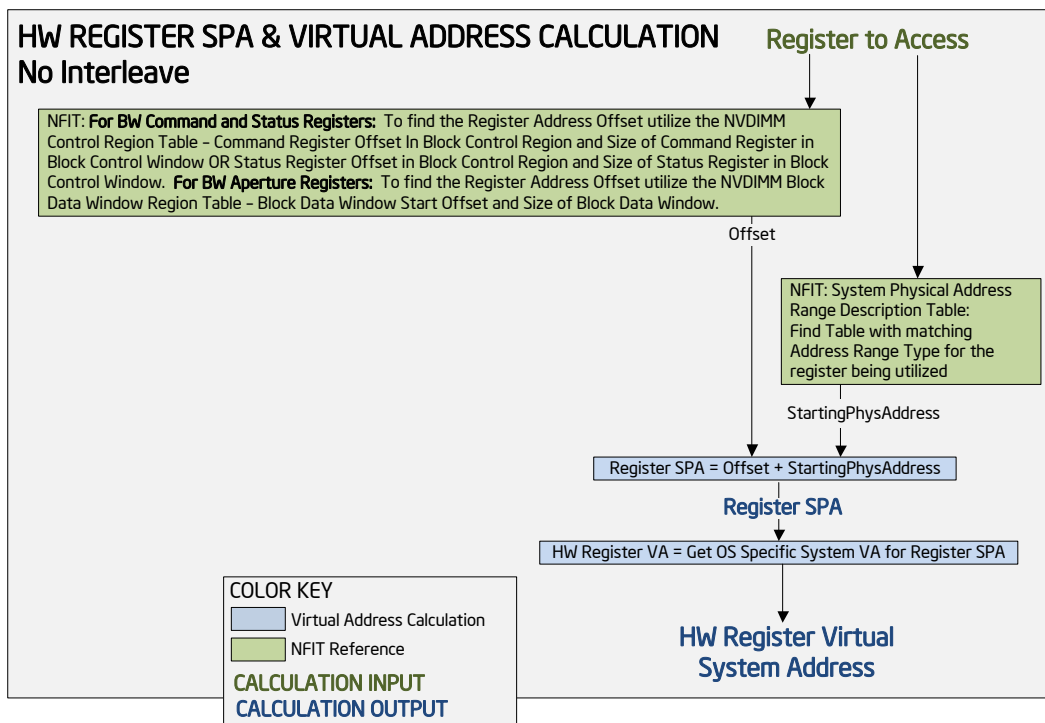 HW REGISTER SPA & VIRTUAL ADDRESS CALCULATION
No Interleave
Register to Access
NFIT: For BW Command and Status Registers: To find the Register Address Offset utilize the NVDIMM
Control Region Table – Command Register Offset In Block Control Region and Size of Command Register in
Block Control Window OR Status Register Offset in Block Control Region and Size of Status Register in Block
Control Window. For BW Aperture Registers: To find the Register Address Offset utilize the NVDIMM Block
Data Window Region Table – Block Data Window Start Offset and Size of Block Data Window.
Offset
NFIT: System Physical Address
Range Description Table:
Find Table with matching
Address Range Type for the
register being utilized
StartingPhysAddress
Register SPA = Offset + StartingPhysAddress
Register SPA
HW Register VA = Get OS Specific System VA for Register SPA
HW Register Virtual
System Address
COLOR KEY
Virtual Address Calculation
NFIT Reference
CALCULATION INPUT
CALCULATION OUTPUT